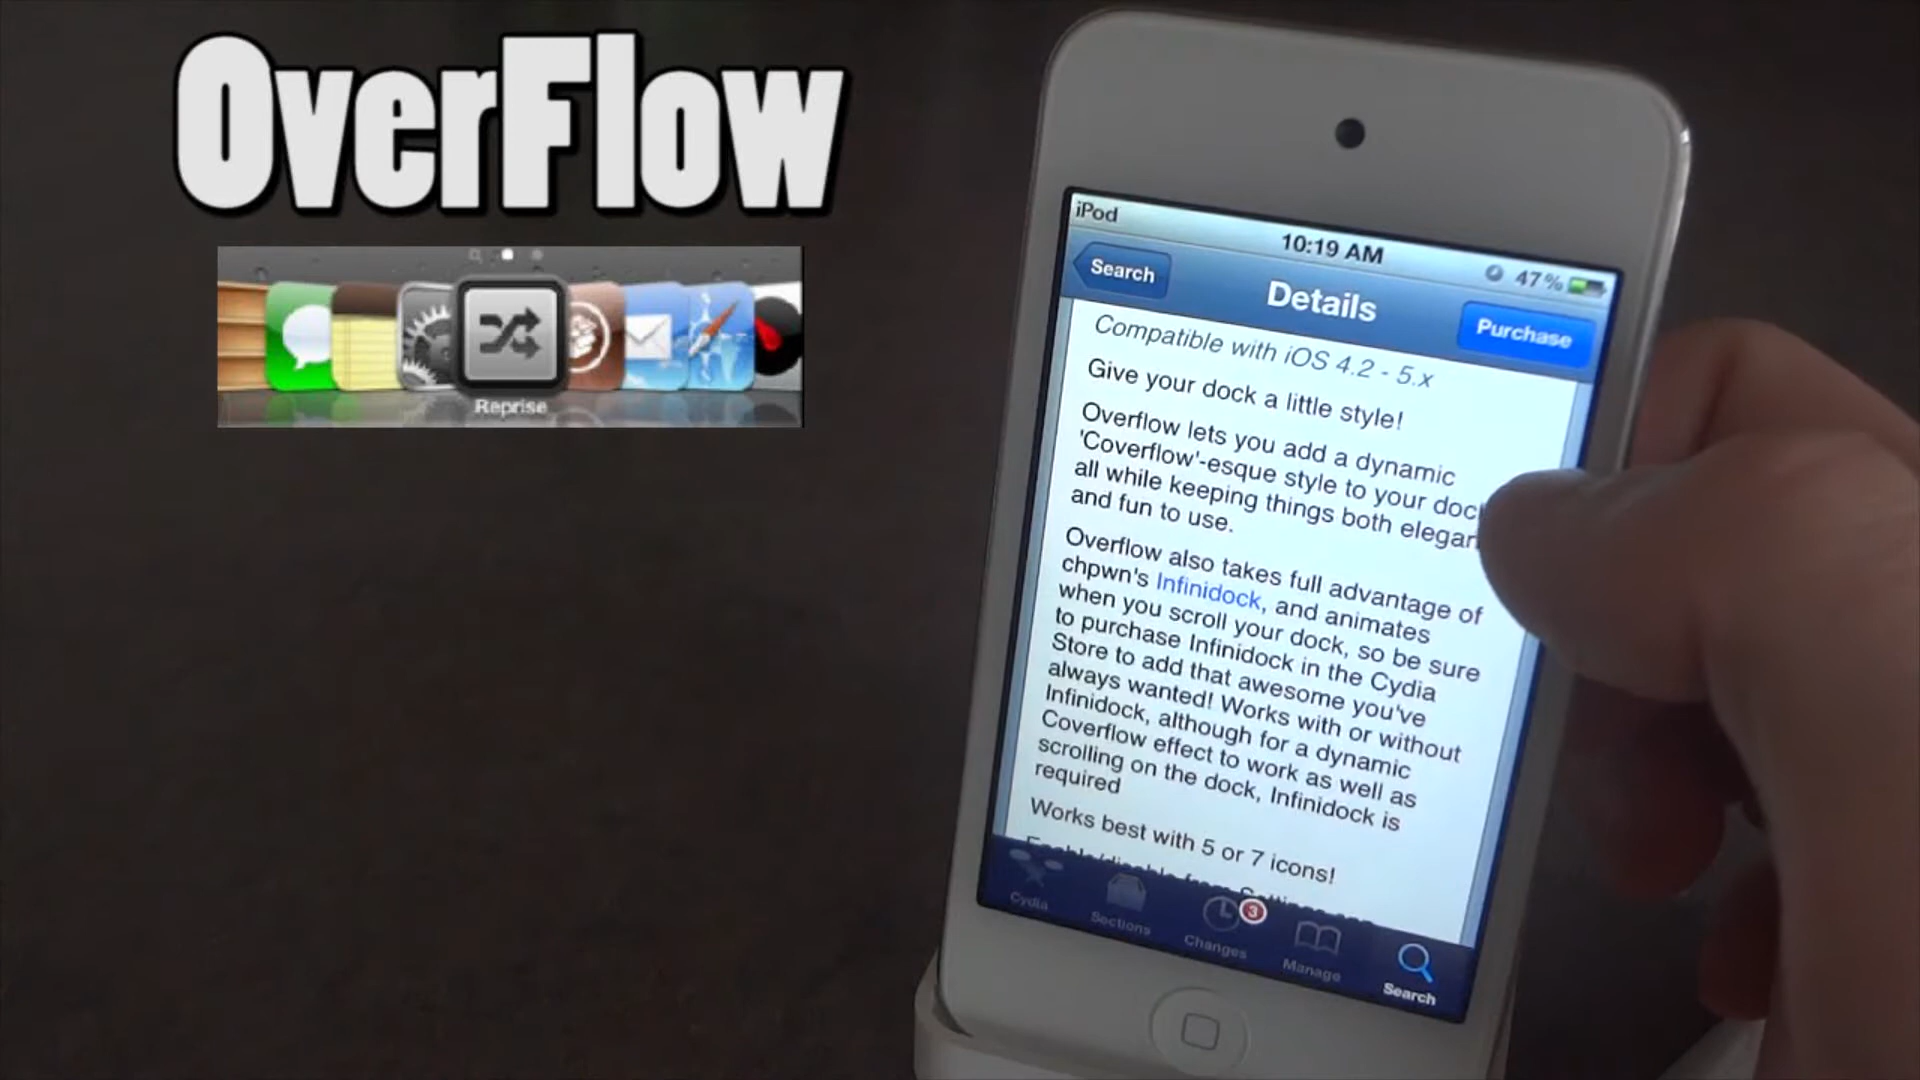 OverFlow
Reprise
iPod
10:19 AM
47%
Search
Details
Purchase
Compatible with iOS 4.2 - 5.x
Give your dock a little style!
Overflow lets you add a dynamic
'Coverflow'-esque style to your doc
all while keeping things both elegan
and fun to use.
Overflow also takes full advantage of
chpwn's Infinidock, and animates
when you scroll your dock, so be sure
to purchase Infinidock in the Cydia
Store to add that awesome you've
always wanted! Works with or without
Infinidock, although for a dynamic
Coverflow effect to work as well as
scrolling on the dock, Infinidock is
required
Works best with 5 or 7 icons!
Cydia
Sections
Changes
3
Manage
Search